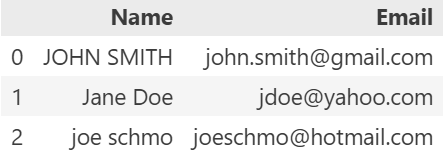 Name Email
0 JOHN SMITH john.smith@gmail.com
1 Jane Doe jdoe@yahoo.com
2 joe schmo joeschmo@hotmail.com